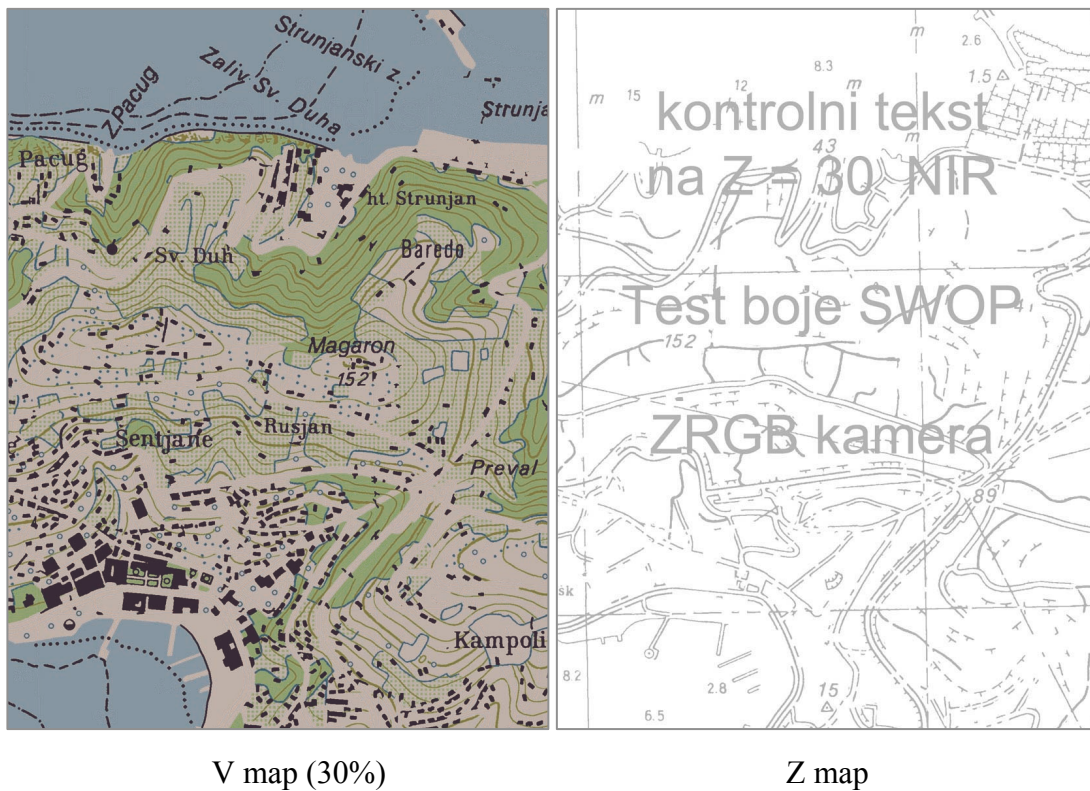 Strunjanski z.
Zaliv Sv. Duha
Z.Pacug
Strunja
Pacug
ht. Strunjan
Sv. Duh
Baredo
Magaron
152
Sentjane
Rusjan
Preval
Kampoli
m
2.6
8.3
1.5
m
15
12
m
kontrolni tekst
43
m
na Z = 30 NIR
Test boje SWOP
4
152
ZRGB kamera
89
sk
8.2
2.8
15
6.5
V map (30%)
Z map